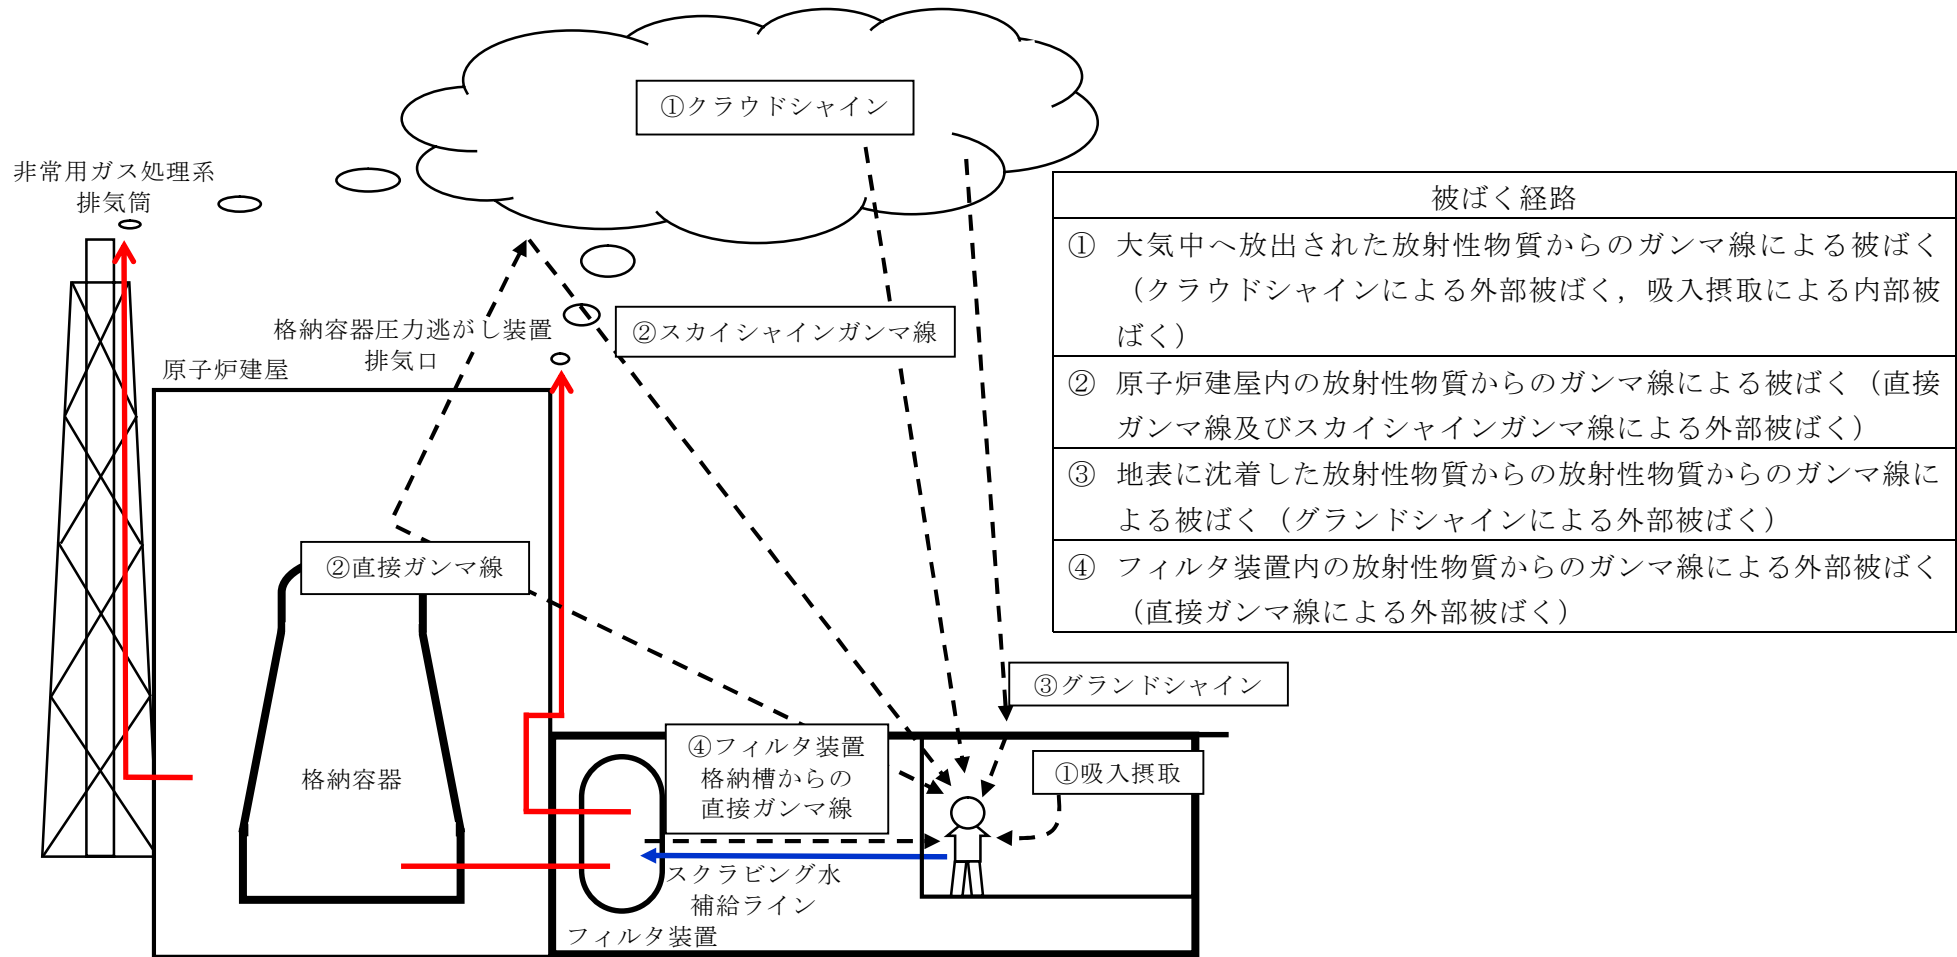 ①クラウドシャイン
非常用ガス処理系
排気筒
格納容器圧力逃がし装置
排気口
②スカイシャインガンマ線
原子炉建屋
②直接ガンマ線
格納容器
④フィルタ装置
格納槽からの
直接ガンマ線
スクラビング水
補給ライン
フィルタ装置
③グランドシャイン
①吸入摂取
被ばく経路
① 大気中へ放出された放射性物質からのガンマ線による被ばく
（クラウドシャインによる外部被ばく，吸入摂取による内部被
ばく）
② 原子炉建屋内の放射性物質からのガンマ線による被ばく（直接
ガンマ線及びスカイシャインガンマ線による外部被ばく）
③ 地表に沈着した放射性物質からの放射性物質からのガンマ線に
よる被ばく（グランドシャインによる外部被ばく）
④ フィルタ装置内の放射性物質からのガンマ線による外部被ばく
（直接ガンマ線による外部被ばく）